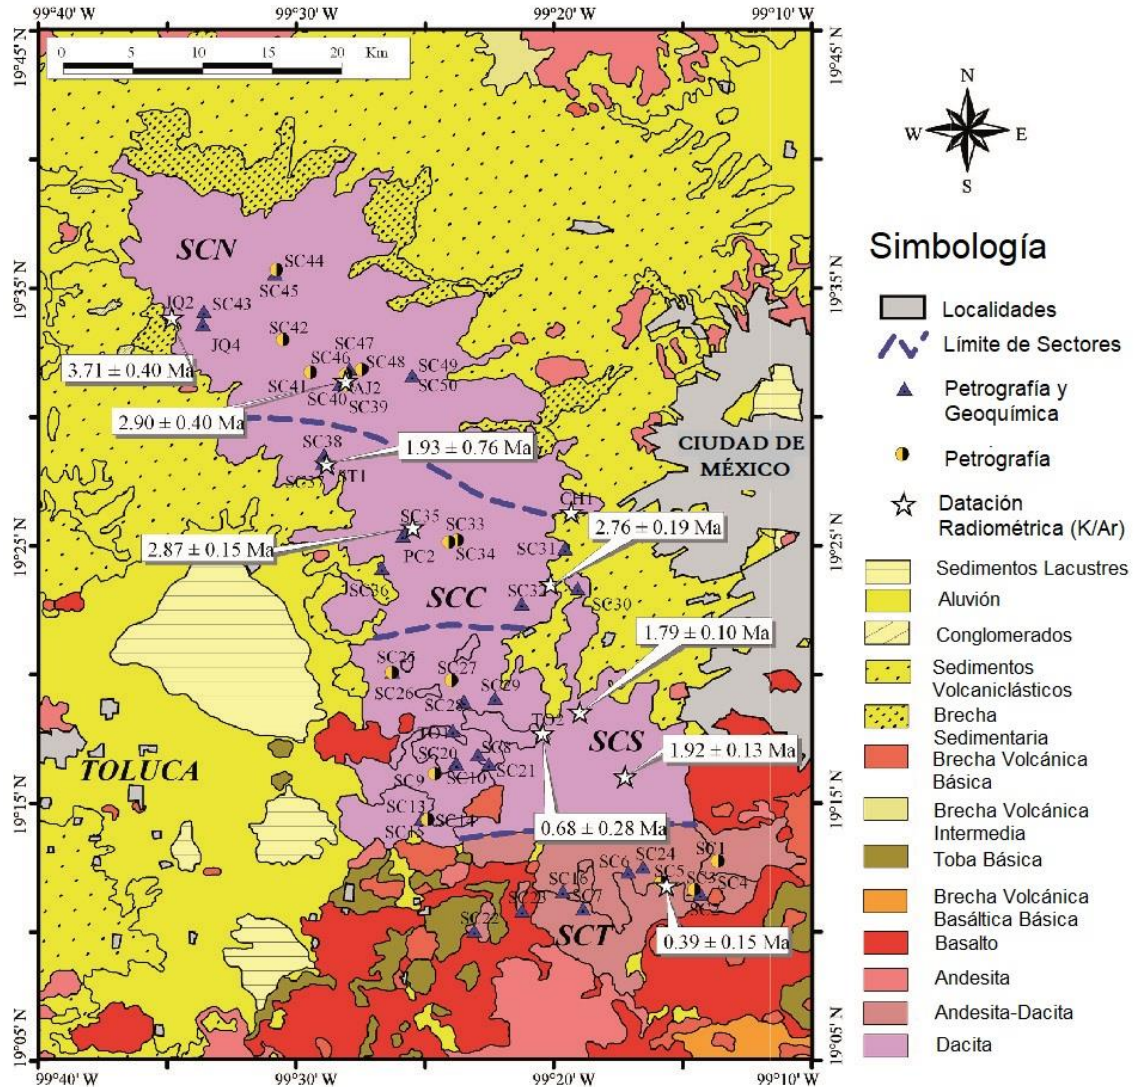 99°40' W
99°30' W
99°20' W
99°10' W
19°45' N
19°45' N
0
5
10
15
20
Km
N
W
E
S
SCN
SC44
SC45
19°35' N
19°35' N
Simbología
JQ2
SC43
JQ4
SC42
SC47
SC46
SC48
SC49
SC50
SC41
SC40
AJ2
SC39
3.71 ± 0.40 Ma
2.90 ± 0.40 Ma
1.93 ± 0.76 Ma
SC38
SC37
ST1
CIUDAD DE
MÉXICO
CH1
SC35
SC33
SC34
PC2
2.87 ± 0.15 Ma
2.76 ± 0.19 Ma
SC31
19°25' N
19°25' N
SC36
SCC
SC32
SC30
1.79 ± 0.10 Ma
SC25
SC26
SC27
SC28
SC29
TO2
SCS
SC20
SC8
SC9
SC10
SC21
TOLUCA
1.92 ± 0.13 Ma
19°15' N
19°15' N
SC13
SC14
SC15
0.68 ± 0.28 Ma
SC1
SC24
SC6
SC5
SC3
SC4
SC2
SC16
SC7
SC23
SC22
SCT
0.39 ± 0.15 Ma
19°05' N
19°05' N
99°40' W
99°30' W
99°20' W
99°10' W
Localidades
Límite de Sectores
Petrografía y
Geoquímica
Petrografía
Datación
Radiométrica (K/Ar)
Sedimentos Lacustres
Aluvión
Conglomerados
Sedimentos
Volcaniclásticos
Brecha
Sedimentaria
Brecha Volcánica
Básica
Brecha Volcánica
Intermedia
Toba Básica
Brecha Volcánica
Basáltica Básica
Basalto
Andesita
Andesita-Dacita
Dacita